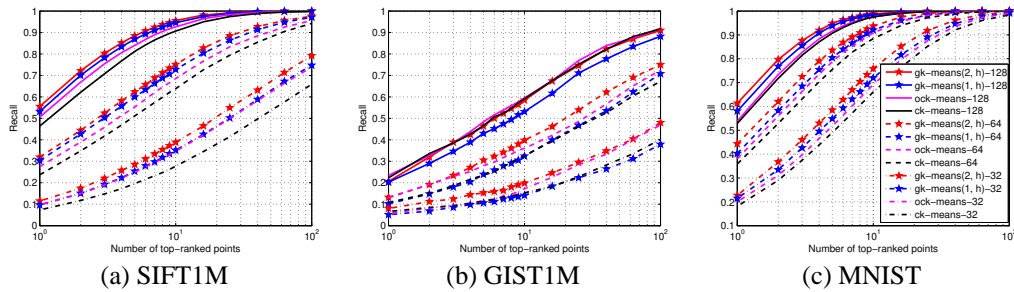 1
0.9
0.8
0.7
0.6
0.5
0.4
0.3
0.2
0.1
0
Recall
10^0
10^1
10^2
Number of top-ranked points
(a) SIFT1M
1
0.9
0.8
0.7
0.6
0.5
0.4
0.3
0.2
0.1
0
Recall
10^0
10^1
10^2
Number of top-ranked points
(b) GIST1M
1
0.9
0.8
0.7
0.6
0.5
0.4
0.3
0.2
0.1
Recall
gk-means(2, h)-128
gk-means(1, h)-128
ock-means-128
ck-means-128
gk-means(2, h)-64
gk-means(1, h)-64
ock-means-64
ck-means-64
gk-means(2, h)-32
gk-means(1, h)-32
ock-means-32
ck-means-32
10^0
10^1
10^2
Number of top-ranked points
(c) MNIST